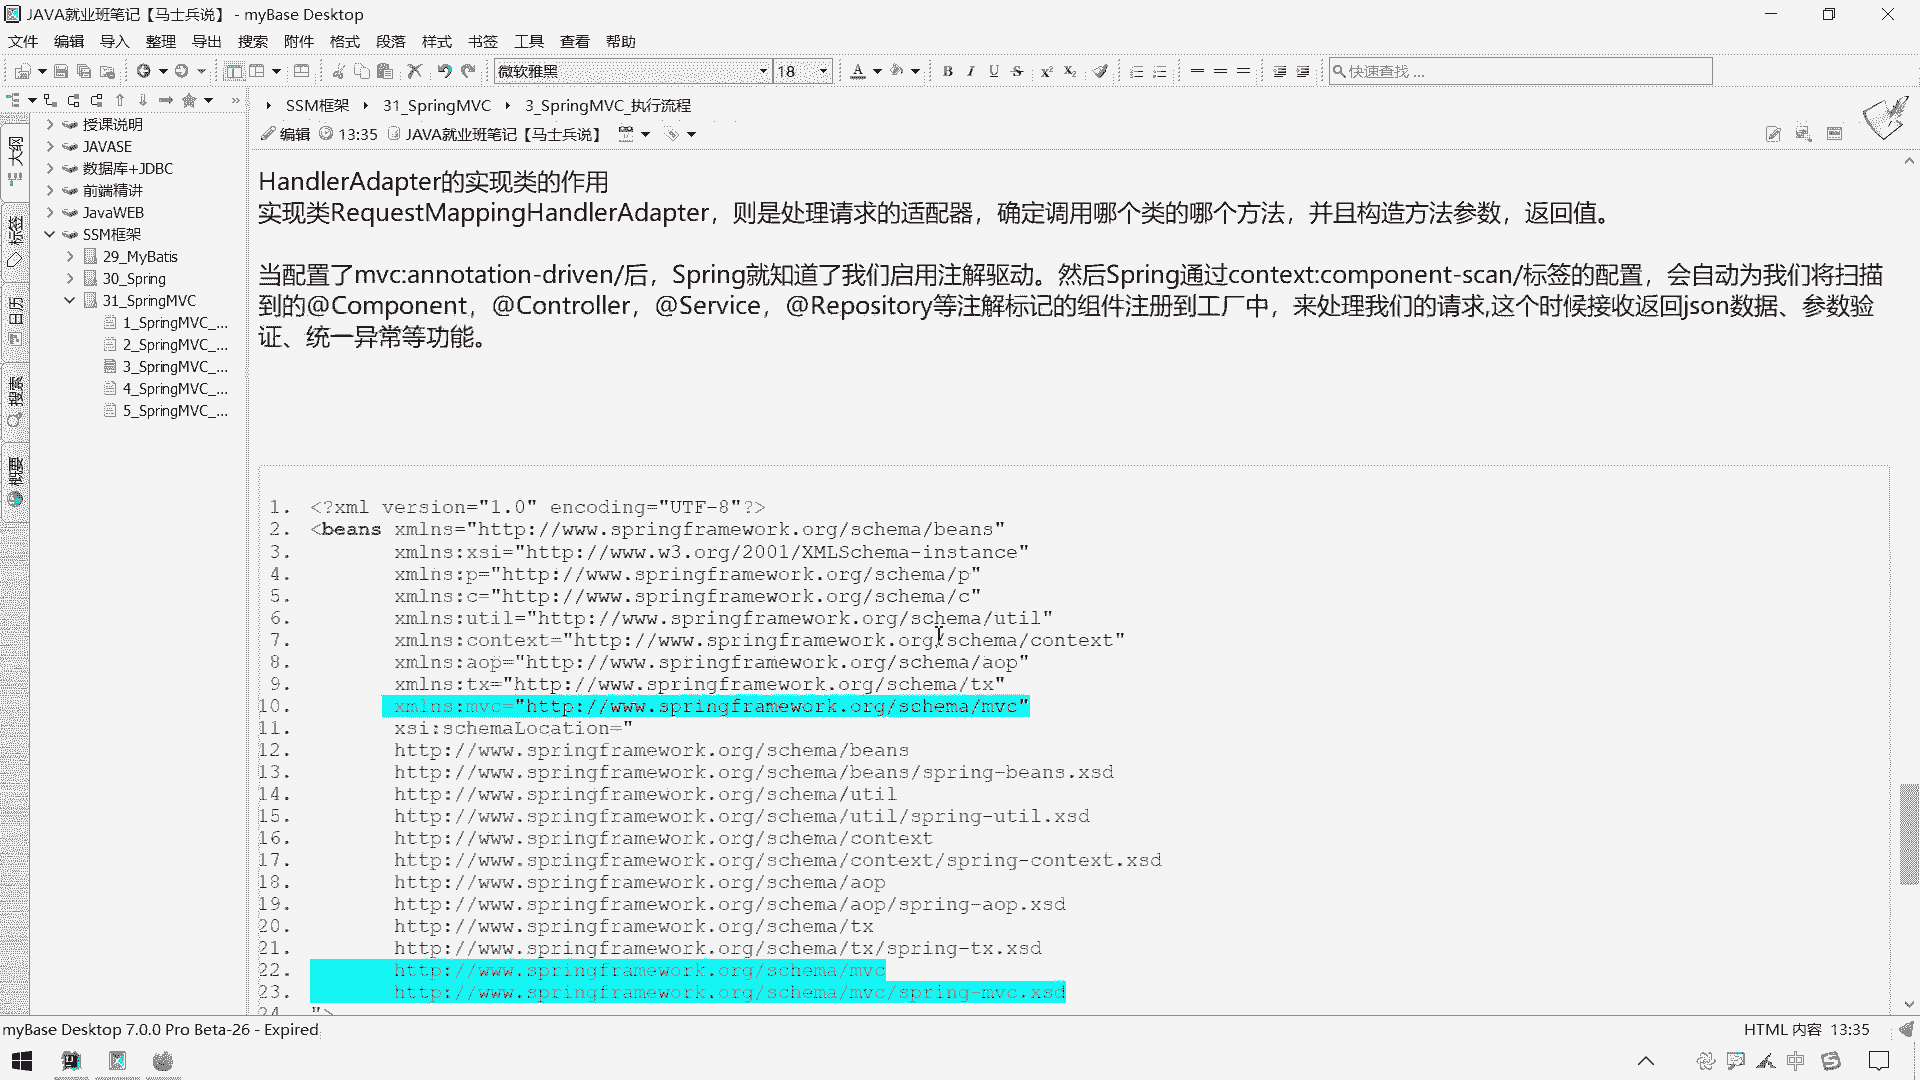 JAVA就业班笔记【马士兵说】 - myBase Desktop
文件 编辑 导入 整理 导出 搜索 附件 格式 段落 样式 书签 工具 查看 帮助
微软雅黑 18 A B I U S x² x₂ 快速查找 ...
SSM框架 31_SpringMVC 3_SpringMVC_执行流程
编辑 13:35 JAVA就业班笔记【马士兵说】
大纲
标签
日历
搜索
概要
授课说明
JAVASE
数据库+JDBC
前端精讲
JavaWEB
SSM框架
29_MyBatis
30_Spring
31_SpringMVC
1_SpringMVC_...
2_SpringMVC_...
3_SpringMVC_...
4_SpringMVC_...
5_SpringMVC_...
HandlerAdapter的实现类的作用
实现类RequestMappingHandlerAdapter，则是处理请求的适配器，确定调用哪个类的哪个方法，并且构造方法参数，返回值。
当配置了mvc:annotation-driven/后，Spring就知道了我们启用注解驱动。然后Spring通过context:component-scan/标签的配置，会自动为我们将扫描
到的@Component，@Controller，@Service，@Repository等注解标记的组件注册到工厂中，来处理我们的请求,这个时候接收返回json数据、参数验
证、统一异常等功能。
1. <?xml version="1.0" encoding="UTF-8"?>
2. <beans xmlns="http://www.springframework.org/schema/beans"
3. xmlns:xsi="http://www.w3.org/2001/XMLSchema-instance"
4. xmlns:p="http://www.springframework.org/schema/p"
5. xmlns:c="http://www.springframework.org/schema/c"
6. xmlns:util="http://www.springframework.org/schema/util"
7. xmlns:context="http://www.springframework.org/schema/context"
8. xmlns:aop="http://www.springframework.org/schema/aop"
9. xmlns:tx="http://www.springframework.org/schema/tx"
10. xmlns:mvc="http://www.springframework.org/schema/mvc"
11. xsi:schemaLocation="
12. http://www.springframework.org/schema/beans
13. http://www.springframework.org/schema/beans/spring-beans.xsd
14. http://www.springframework.org/schema/util
15. http://www.springframework.org/schema/util/spring-util.xsd
16. http://www.springframework.org/schema/context
17. http://www.springframework.org/schema/context/spring-context.xsd
18. http://www.springframework.org/schema/aop
19. http://www.springframework.org/schema/aop/spring-aop.xsd
20. http://www.springframework.org/schema/tx
21. http://www.springframework.org/schema/tx/spring-tx.xsd
22. http://www.springframework.org/schema/mvc
23. http://www.springframework.org/schema/mvc/spring-mvc.xsd
24. ">
myBase Desktop 7.0.0 Pro Beta-26 - Expired
HTML 内容 13:35
中